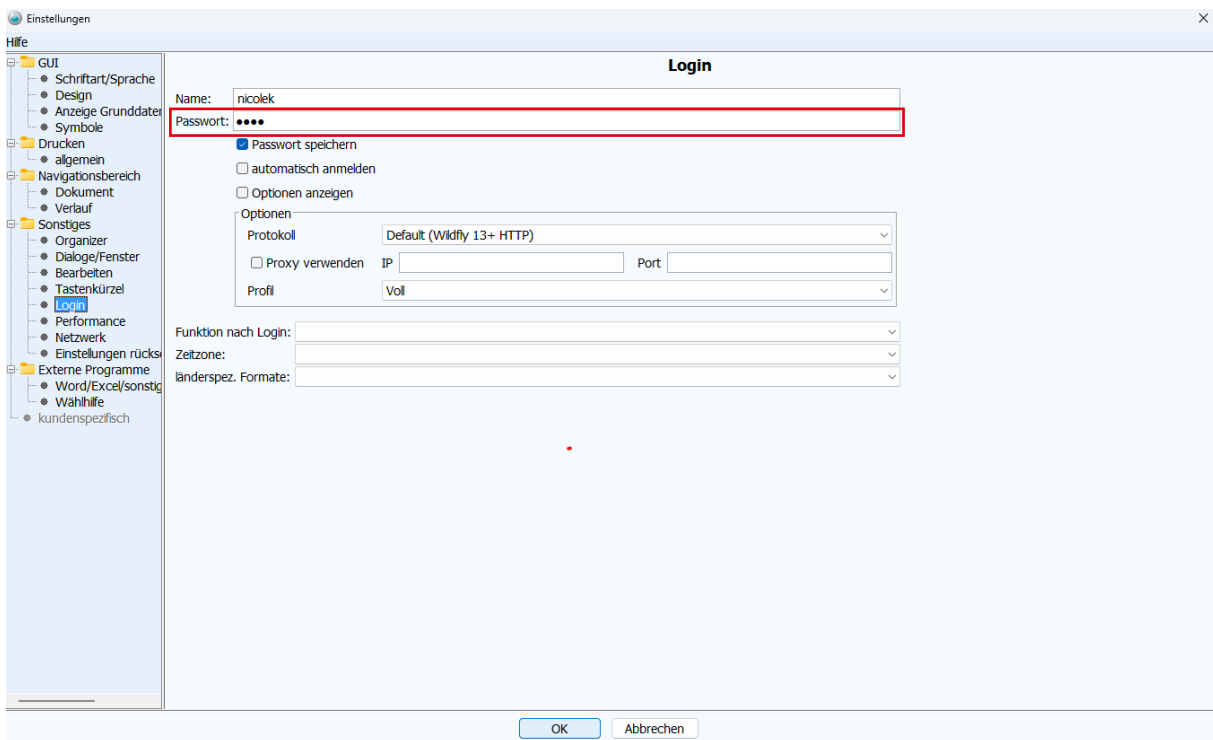 Einstellungen
Hilfe
GUI
Schriftart/Sprache
Design
Anzeige Grunddaten
Symbole
Drucken
allgemein
Navigationsbereich
Dokument
Verlauf
Sonstiges
Organizer
Dialoge/Fenster
Bearbeiten
Tastenkürzel
Login
Performance
Netzwerk
Einstellungen rückse
Externe Programme
Word/Excel/sonstig
Wählhilfe
kundenspezifisch
Login
Name: nicolek
Passwort: ●●●●
Passwort speichern
automatisch anmelden
Optionen anzeigen
Optionen
Protokoll Default (Wildfly 13+ HTTP)
Proxy verwenden IP Port
Profil Voll
Funktion nach Login:
Zeitzone:
länderspez. Formate:
OK Abbrechen